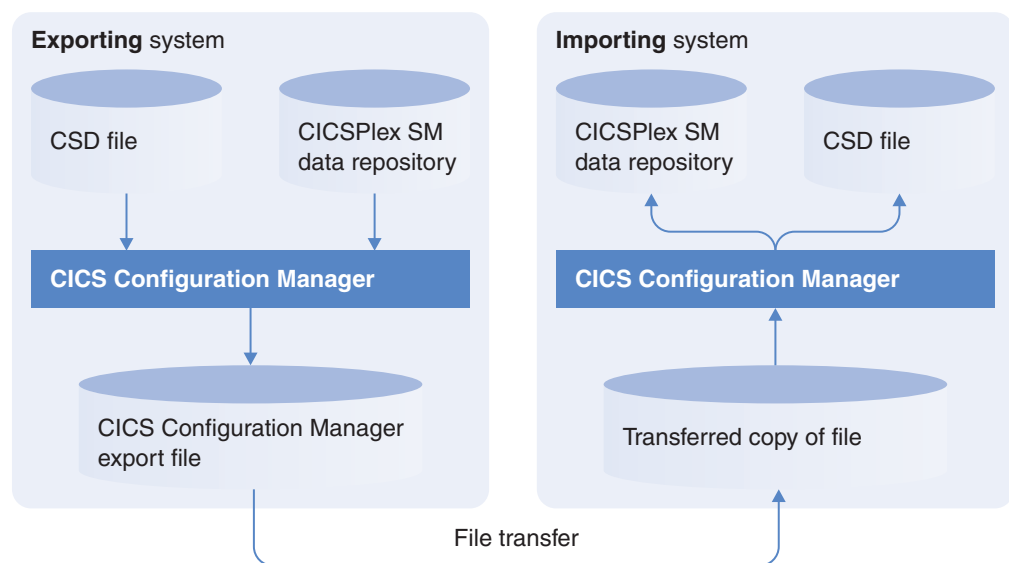 Exporting system
CSD file
CICSPlex SM
data repository
CICS Configuration Manager
CICS Configuration Manager
export file
Importing system
CICSPlex SM
data repository
CSD file
CICS Configuration Manager
Transferred copy of file
File transfer